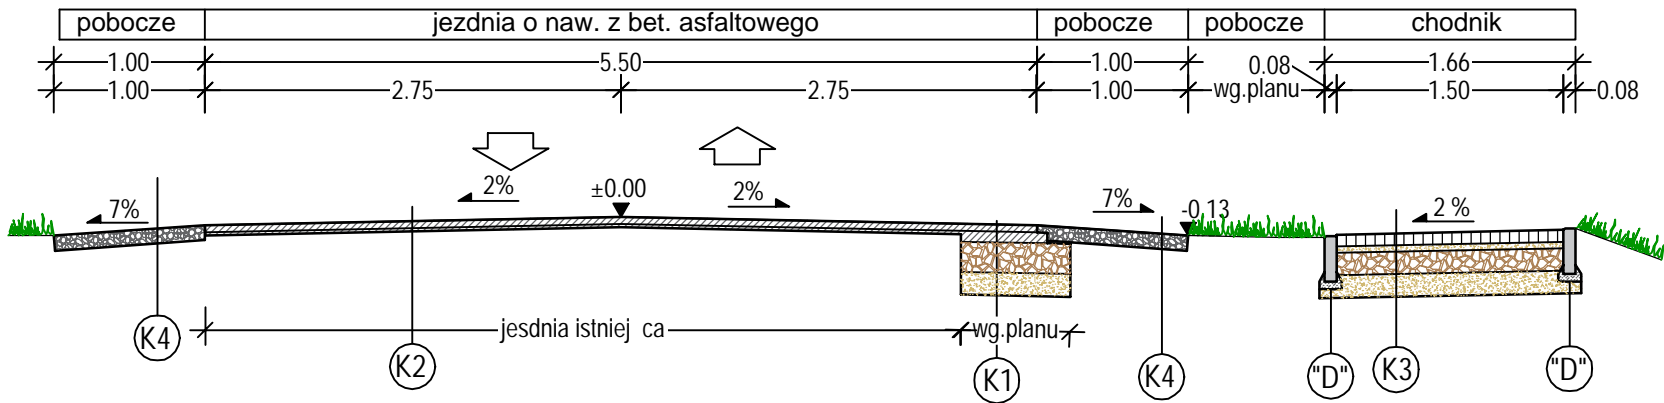 pobocze jezdnia o naw. z bet. asfaltowego pobocze pobocze chodnik
1.00 5.50 1.00 0.08 1.66
1.00 2.75 2.75 1.00 wg.planu 1.50 0.08
7% 2% ±0.00 2% 7% -0.13 2 %
jesdnia istniej ca wg.planu
K4 K2 K1 K4 "D" K3 "D"